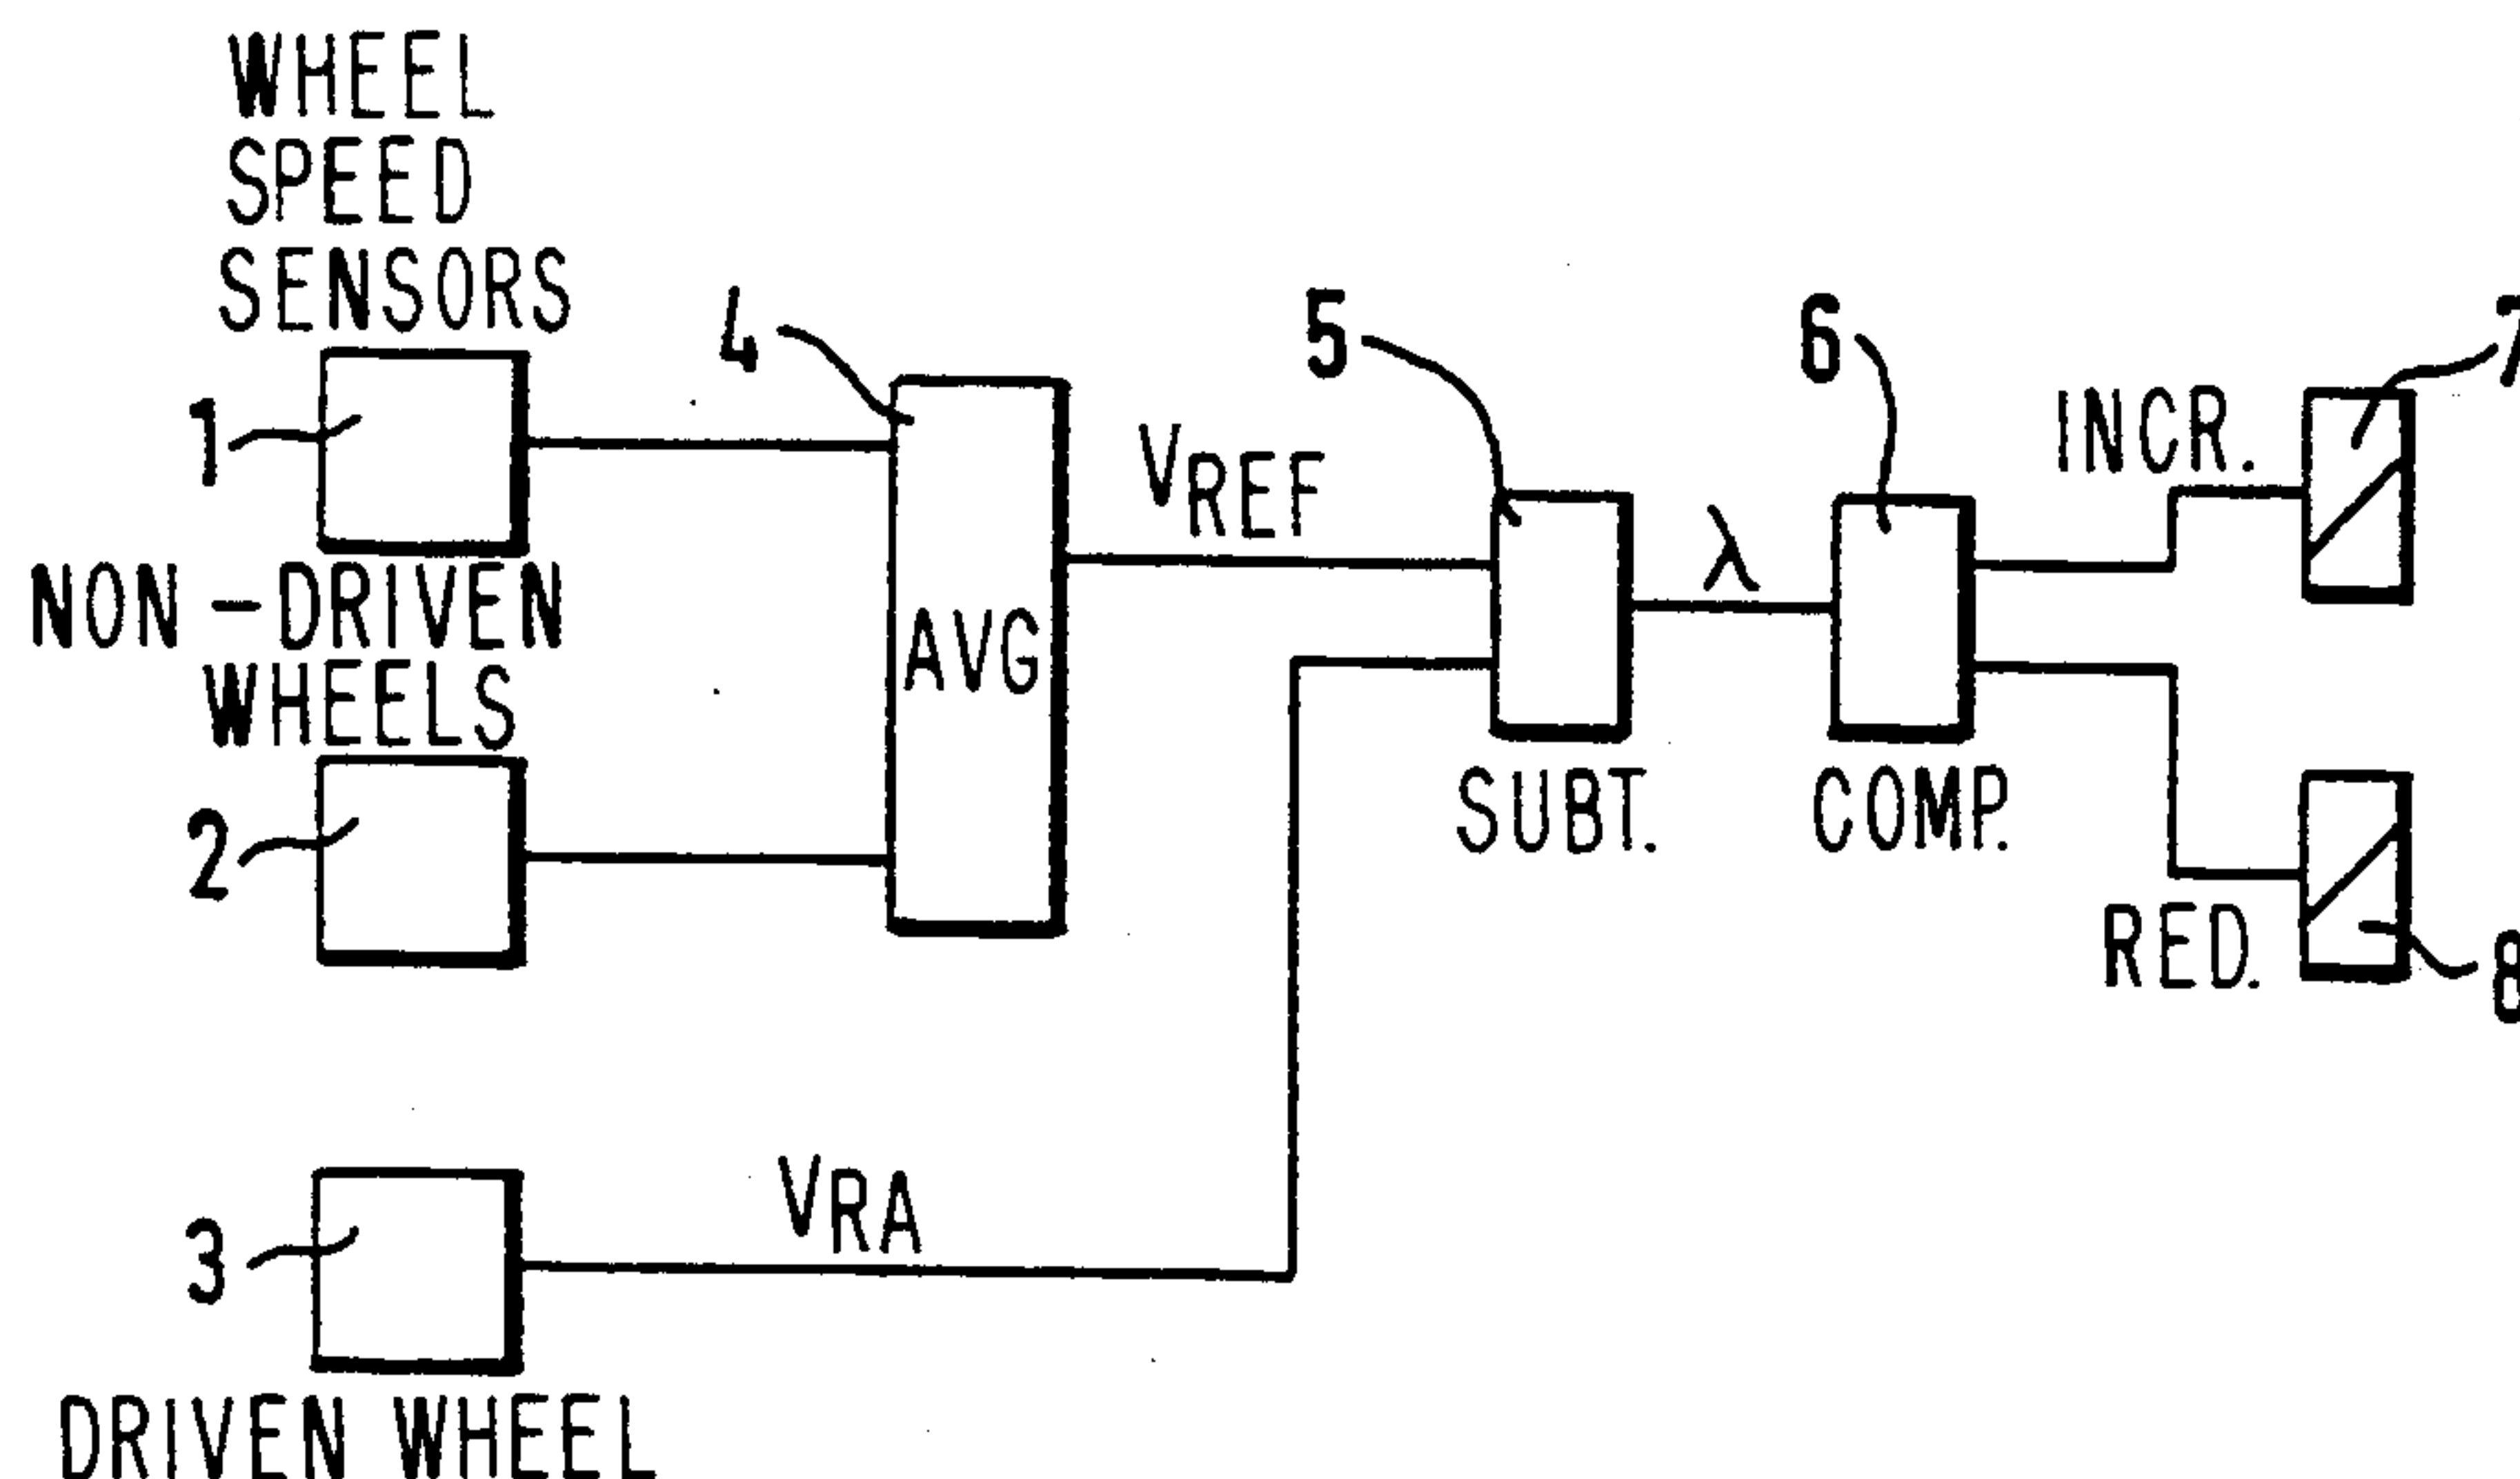 WHEEL
SPEED
SENSORS
1
NON-DRIVEN
WHEELS
2
3
DRIVEN WHEEL
4
AVG
VREF
VRA
5
SUBT.
λ
6
COMP.
INCR.
7
RED.
8